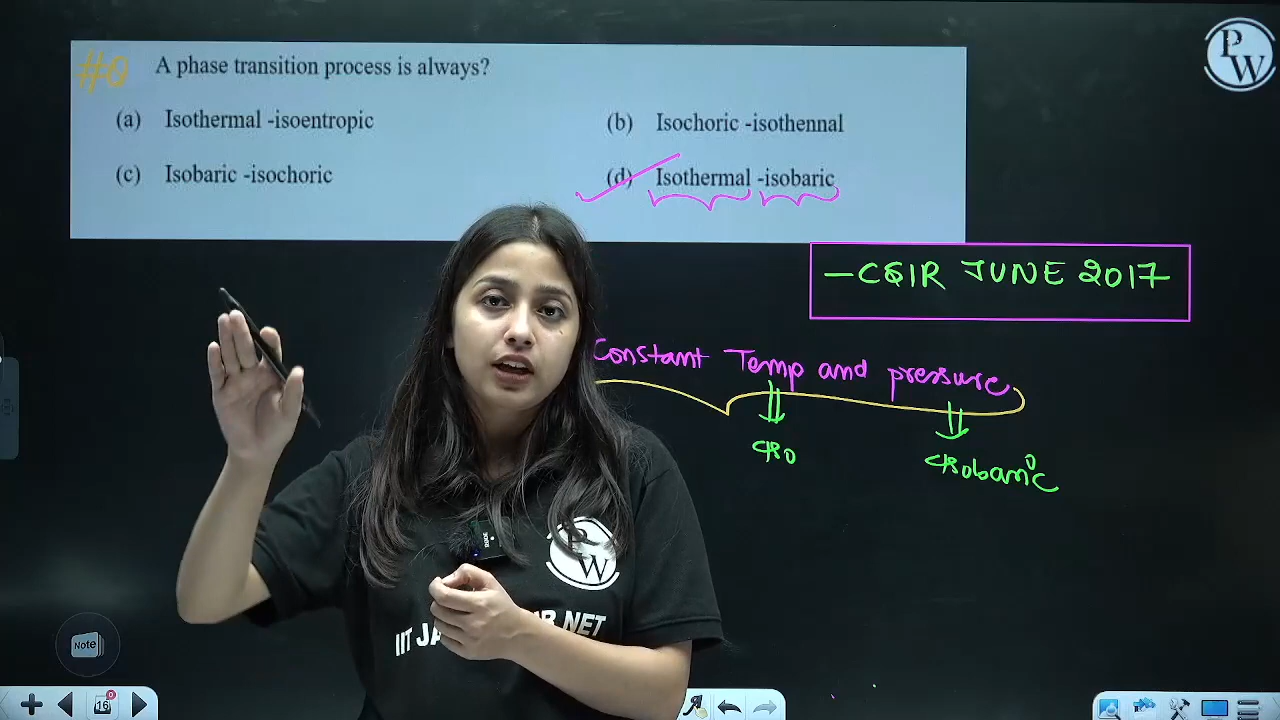 PW
#Q A phase transition process is always?
(a) Isothermal -isoentropic
(b) Isochoric -isothennal
(c) Isobaric -isochoric
(d) Isothermal -isobaric
— CSIR JUNE 2017
Constant Temp and pressure
ISO
ISObaric
PW
IIT JA
NET
Note
16